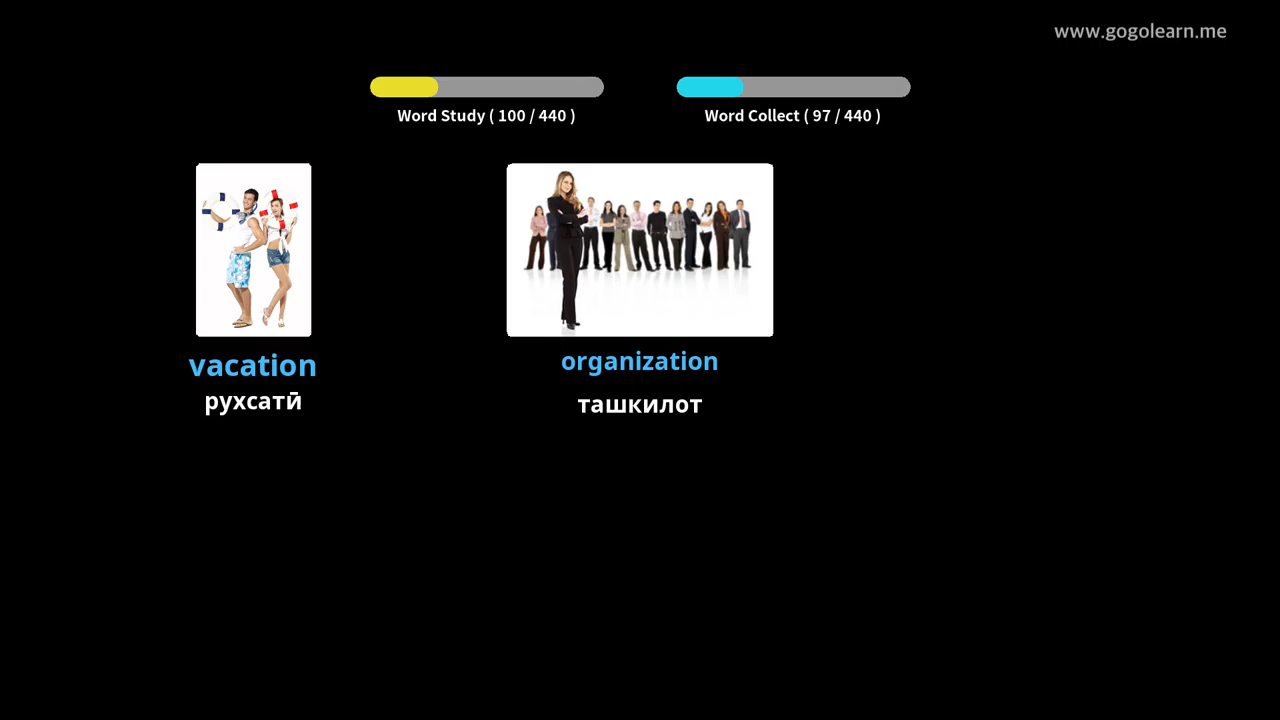 www.gogolearn.me
Word Study ( 100 / 440 )
Word Collect ( 97 / 440 )
vacation
рухсатӣ
organization
ташкилот